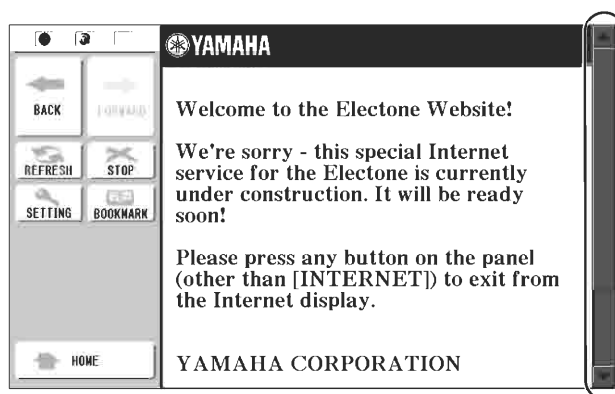 YAMAHA
BACK
FORWARD
REFRESH
STOP
SETTING
BOOKMARK
HOME
Welcome to the Electone Website!
We're sorry - this special Internet
service for the Electone is currently
under construction. It will be ready
soon!
Please press any button on the panel
(other than [INTERNET]) to exit from
the Internet display.
YAMAHA CORPORATION